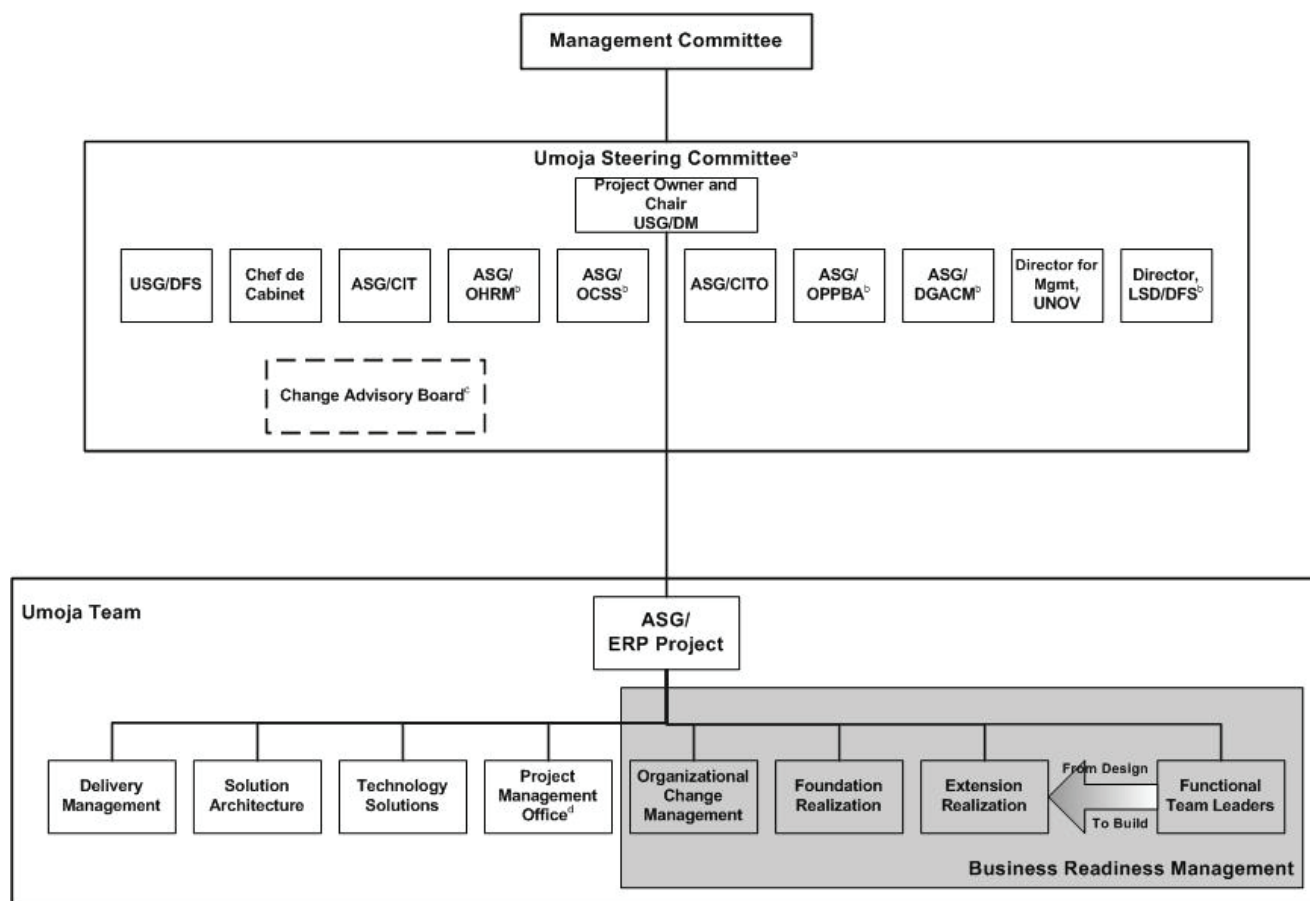 Management Committee
Umoja Steering Committeeᵃ
Project Owner and
Chair
USG/DM
USG/DFS
Chef de
Cabinet
ASG/CIT
ASG/
OHRMᵇ
ASG/
OCSSᵇ
ASG/CITO
ASG/
OPPBAᵇ
ASG/
DGACMᵇ
Director for
Mgmt,
UNOV
Director,
LSD/DFSᵇ
Change Advisory Boardᶜ
Umoja Team
ASG/
ERP Project
Delivery
Management
Solution
Architecture
Technology
Solutions
Project
Management
Officeᵈ
Organizational
Change
Management
Foundation
Realization
Extension
Realization
From Design
To Build
Functional
Team Leaders
Business Readiness Management